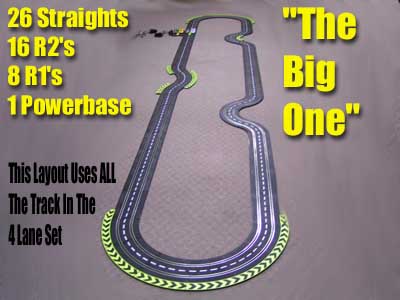 26 Straights
16 R2's
8 R1's
1 Powerbase
"The
Big
One"
This Layout Uses ALL
The Track In The
4 Lane Set